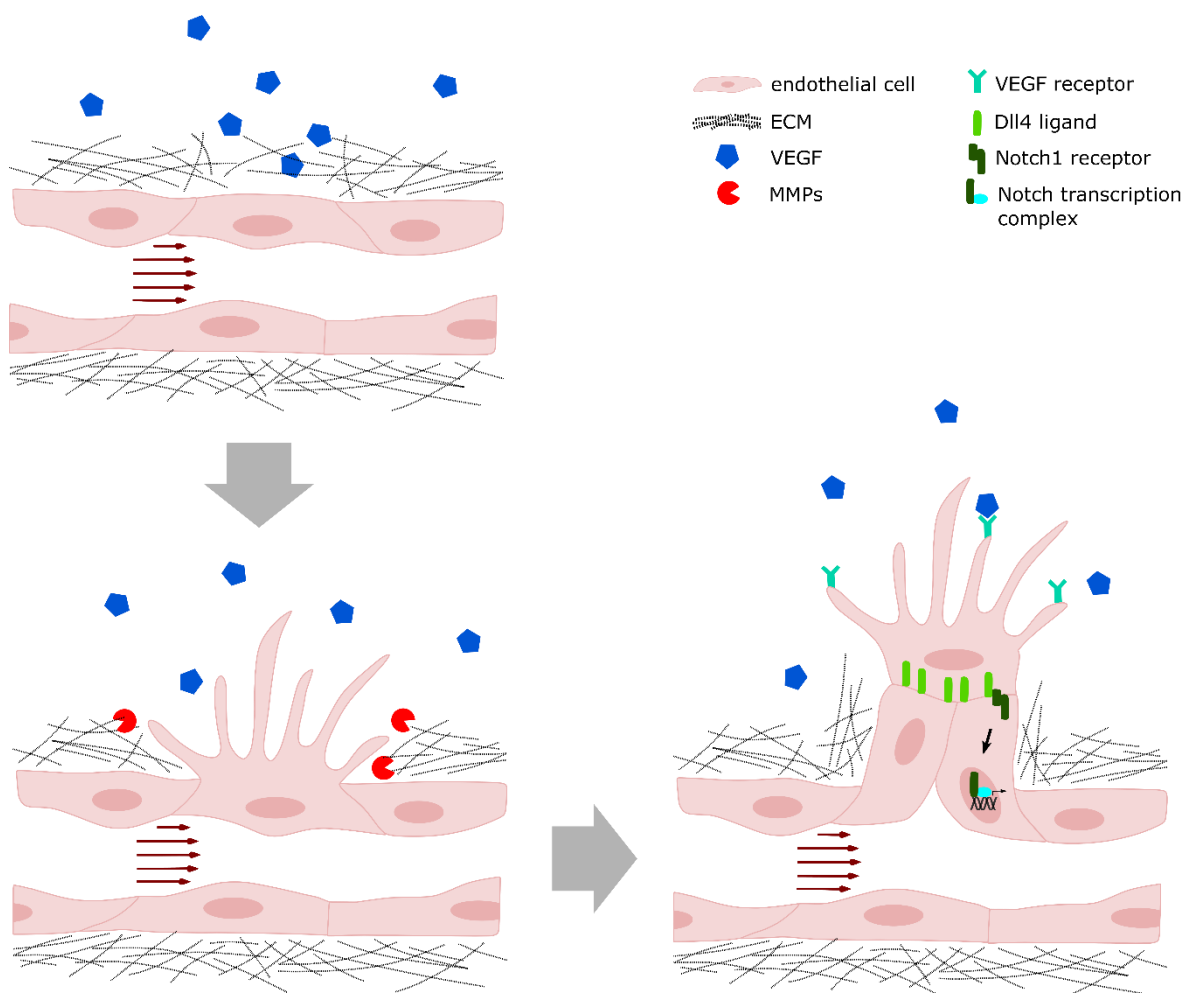 endothelial cell
ECM
VEGF
MMPs
VEGF receptor
Dll4 ligand
Notch1 receptor
Notch transcription
complex